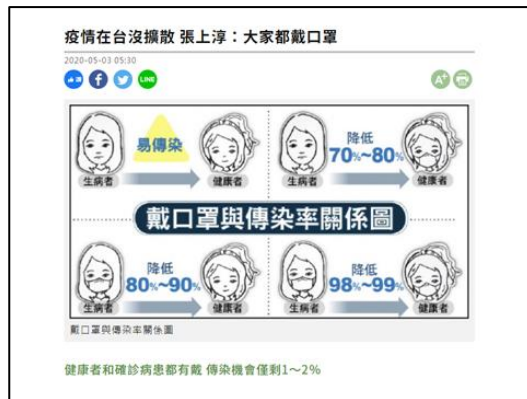 疫情在台沒擴散 張上淳：大家都戴口罩
2020-05-03 05:30
LINE
A+
易傳染
生病者
健康者
降低
70%~80%
生病者
健康者
戴口罩與傳染率關係圖
降低
80%~90%
生病者
健康者
降低
98%~99%
生病者
健康者
戴口罩與傳染率關係圖
健康者和確診病患都有戴 傳染機會僅剩1～2%